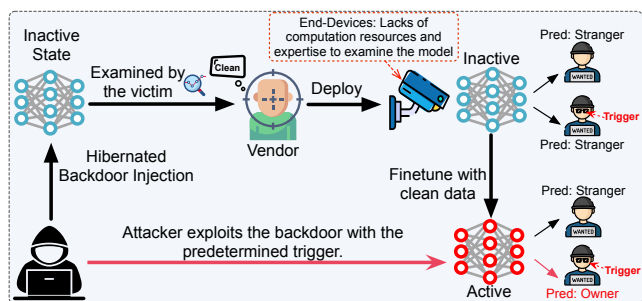 Inactive
State
Examined by
the victim
Clean
Vendor
Deploy
End-Devices: Lacks of
computation resources and
expertise to examine the model
Inactive
Pred: Stranger
WANTED
Trigger
WANTED
Pred: Stranger
Hibernated
Backdoor Injection
Finetune with
clean data
Attacker exploits the backdoor with the
predetermined trigger.
Active
Pred: Stranger
WANTED
Trigger
WANTED
Pred: Owner